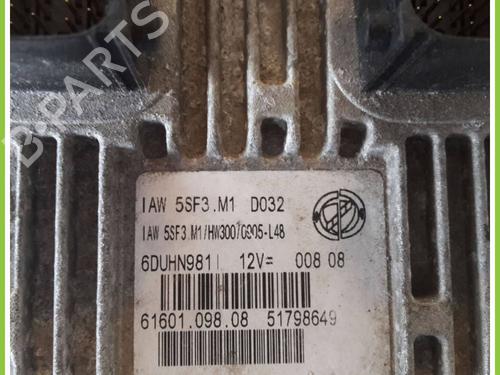 B-PARTS
IAW 5SF3.M1 D032
IAW 5SF3.M1/HW300/G905-L48
6DUHN981 12V= 008 08
61601.098.08 51798649